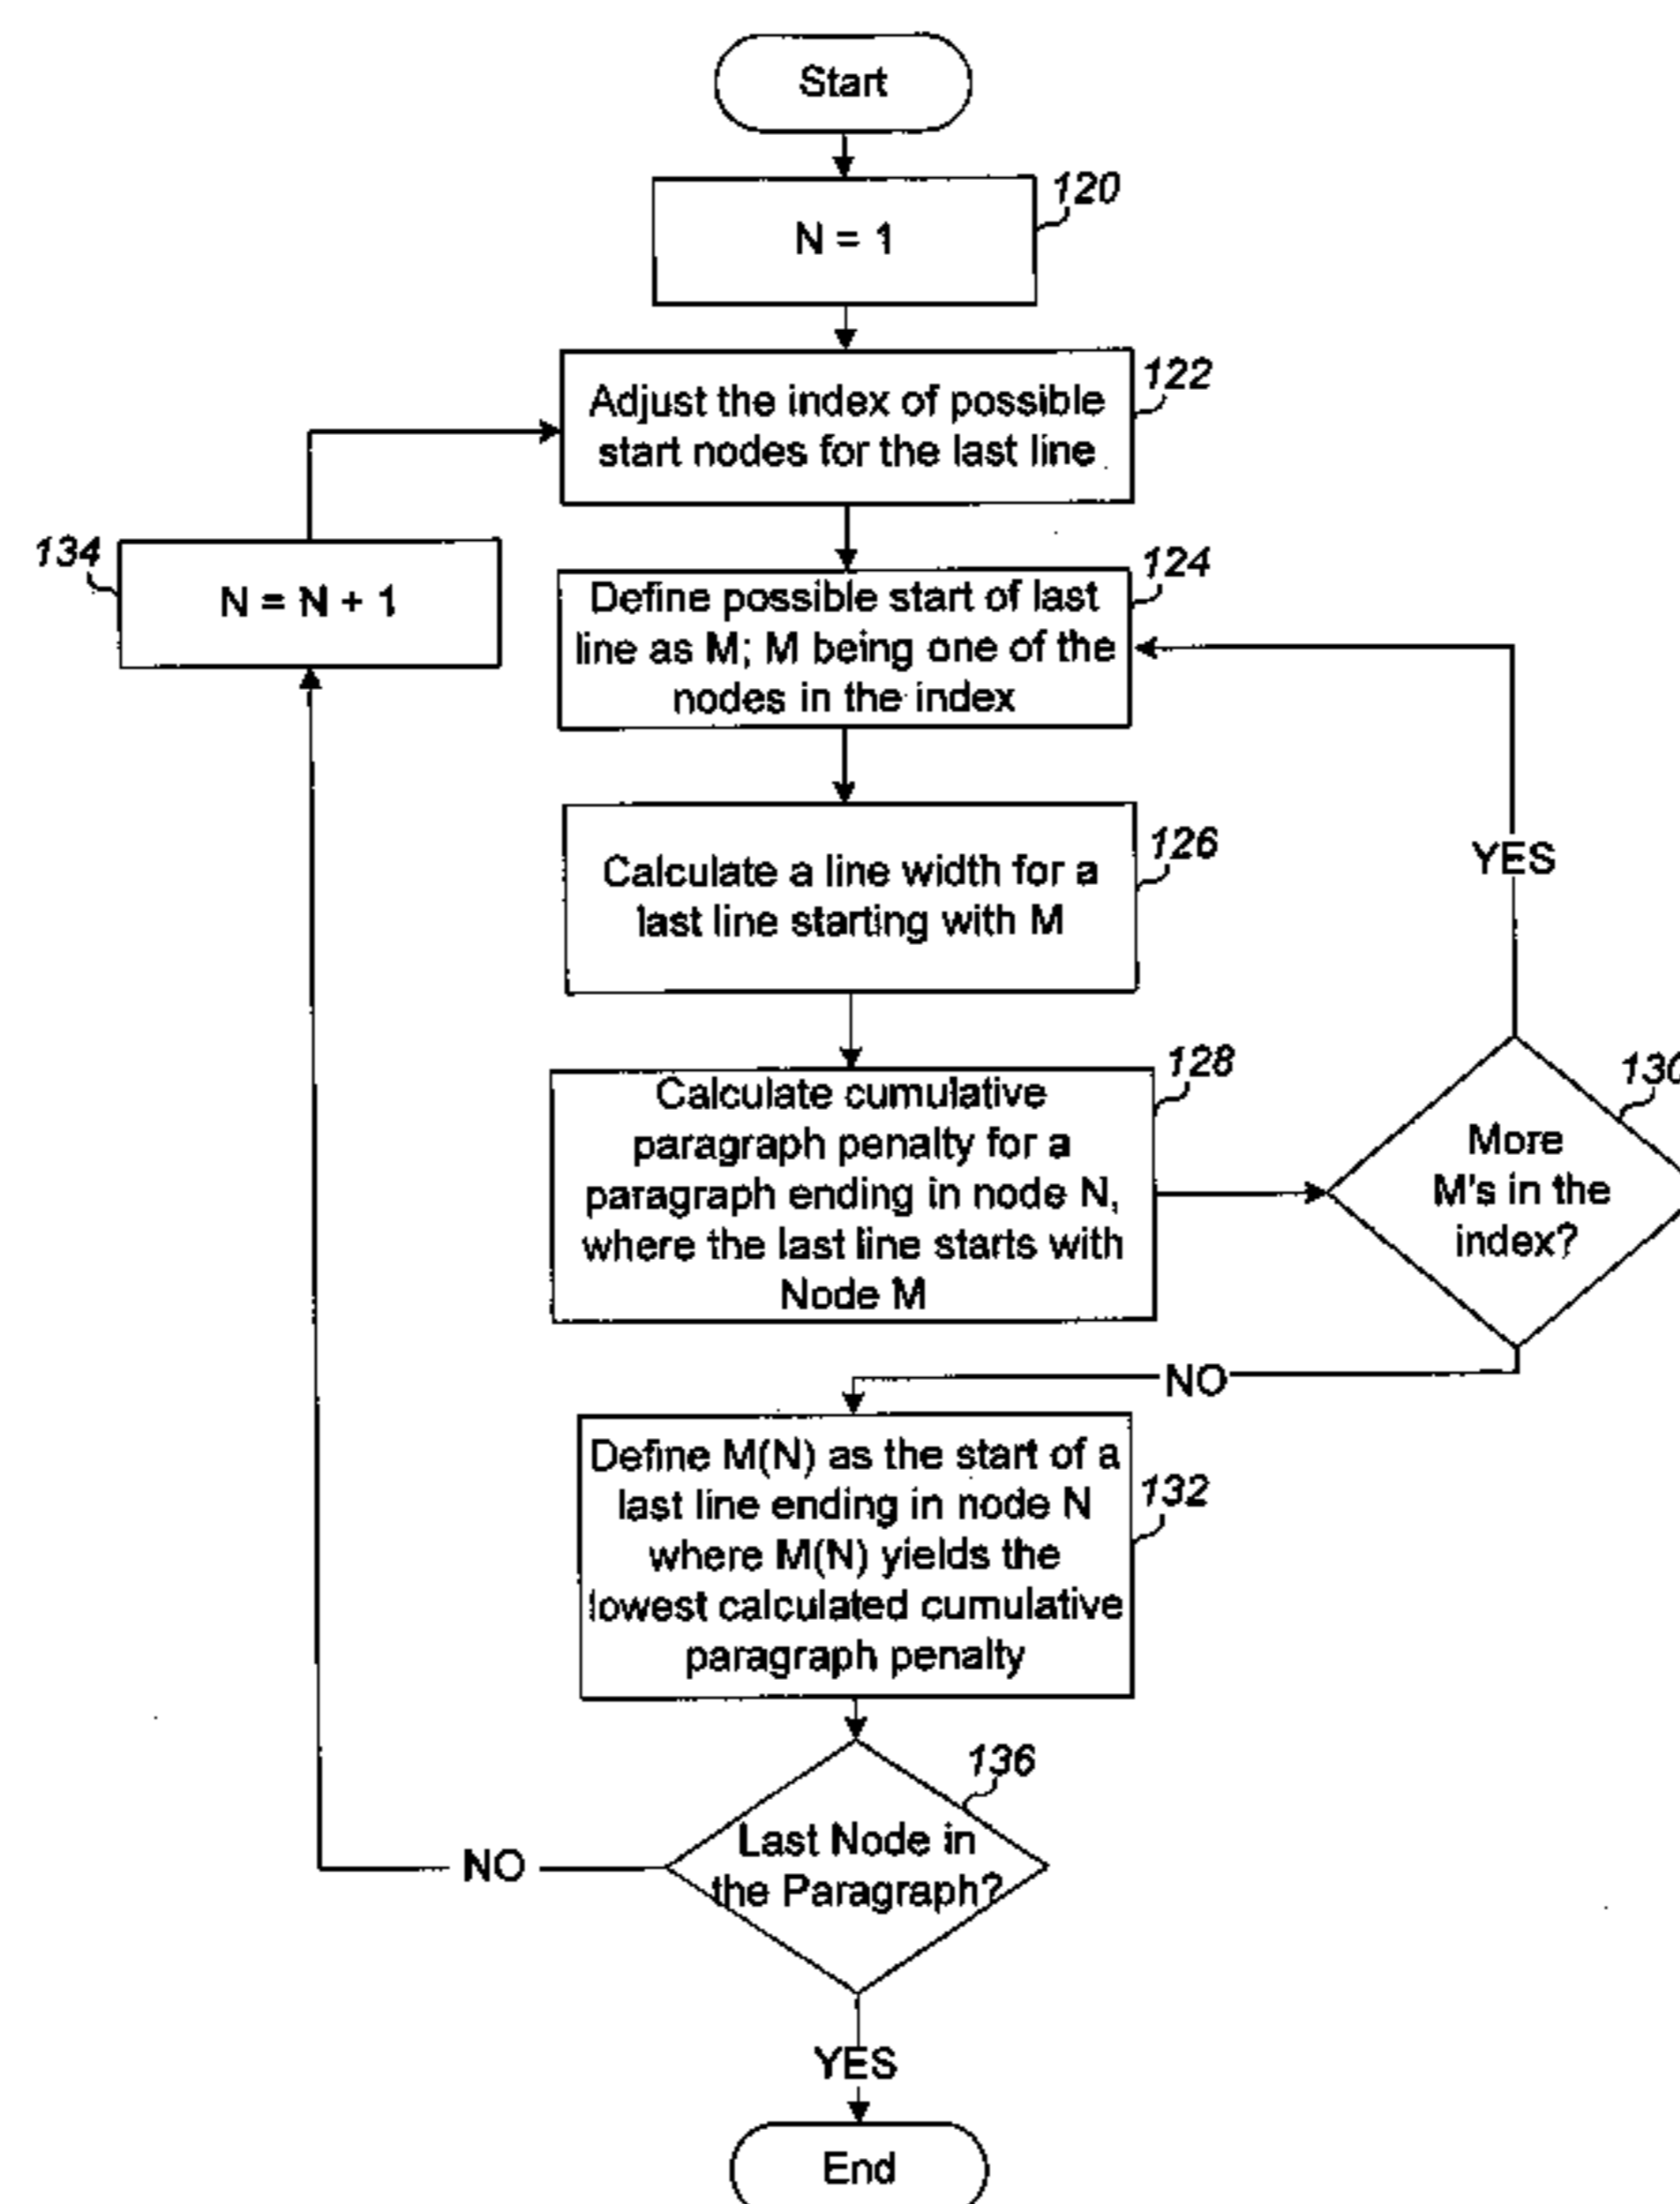 Start
120
N = 1
122
Adjust the index of possible
start nodes for the last line
134
N = N + 1
124
Define possible start of last
line as M; M being one of the
nodes in the index
126
Calculate a line width for a
last line starting with M
YES
128
Calculate cumulative
paragraph penalty for a
paragraph ending in node N,
where the last line starts with
Node M
130
More
M's in the
index?
NO
132
Define M(N) as the start of a
last line ending in node N
where M(N) yields the
lowest calculated cumulative
paragraph penalty
136
Last Node in
the Paragraph?
NO
YES
End